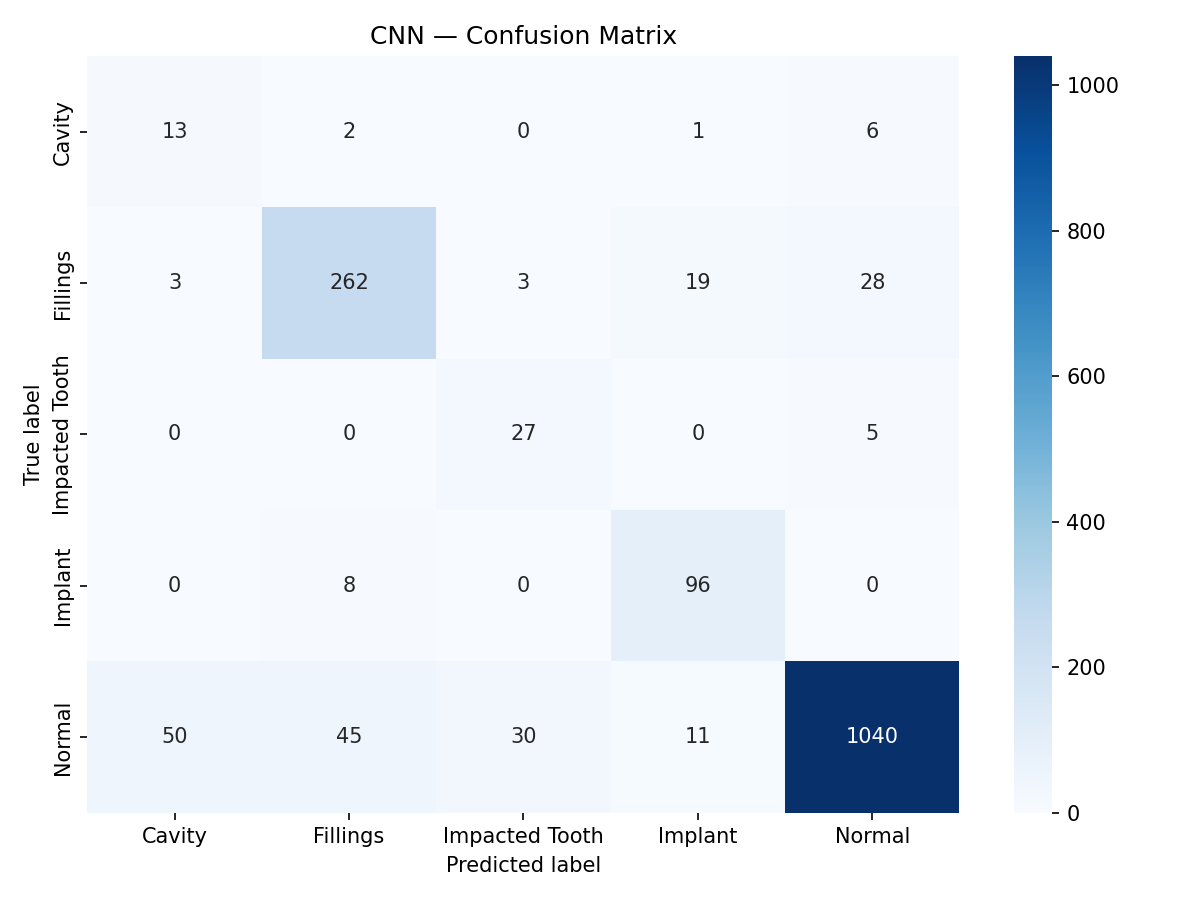 CNN — Confusion Matrix
True label
Cavity
13 2 0 1 6
Fillings
3 262 3 19 28
Impacted Tooth
0 0 27 0 5
Implant
0 8 0 96 0
Normal
50 45 30 11 1040
Cavity Fillings Impacted Tooth Implant Normal
Predicted label
1000
800
600
400
200
0